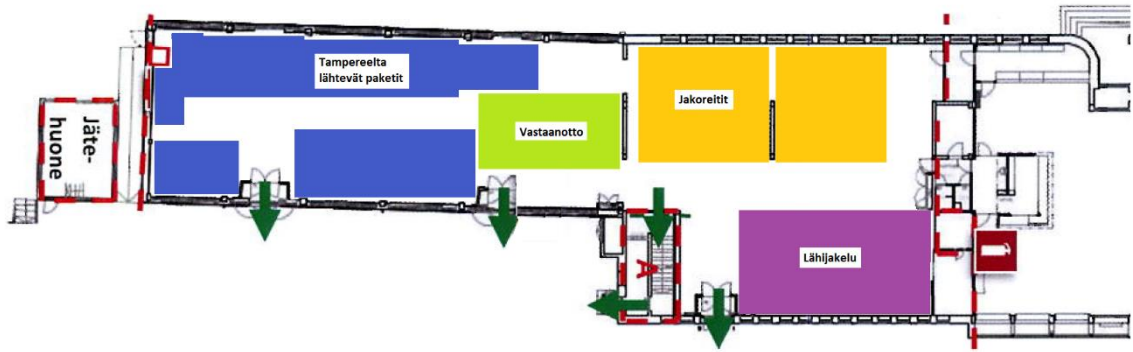 Tampereelta
lähtevät paketit
Jakoreitit
Vastaanotto
Jäte-
huone
A
Lähijakelu